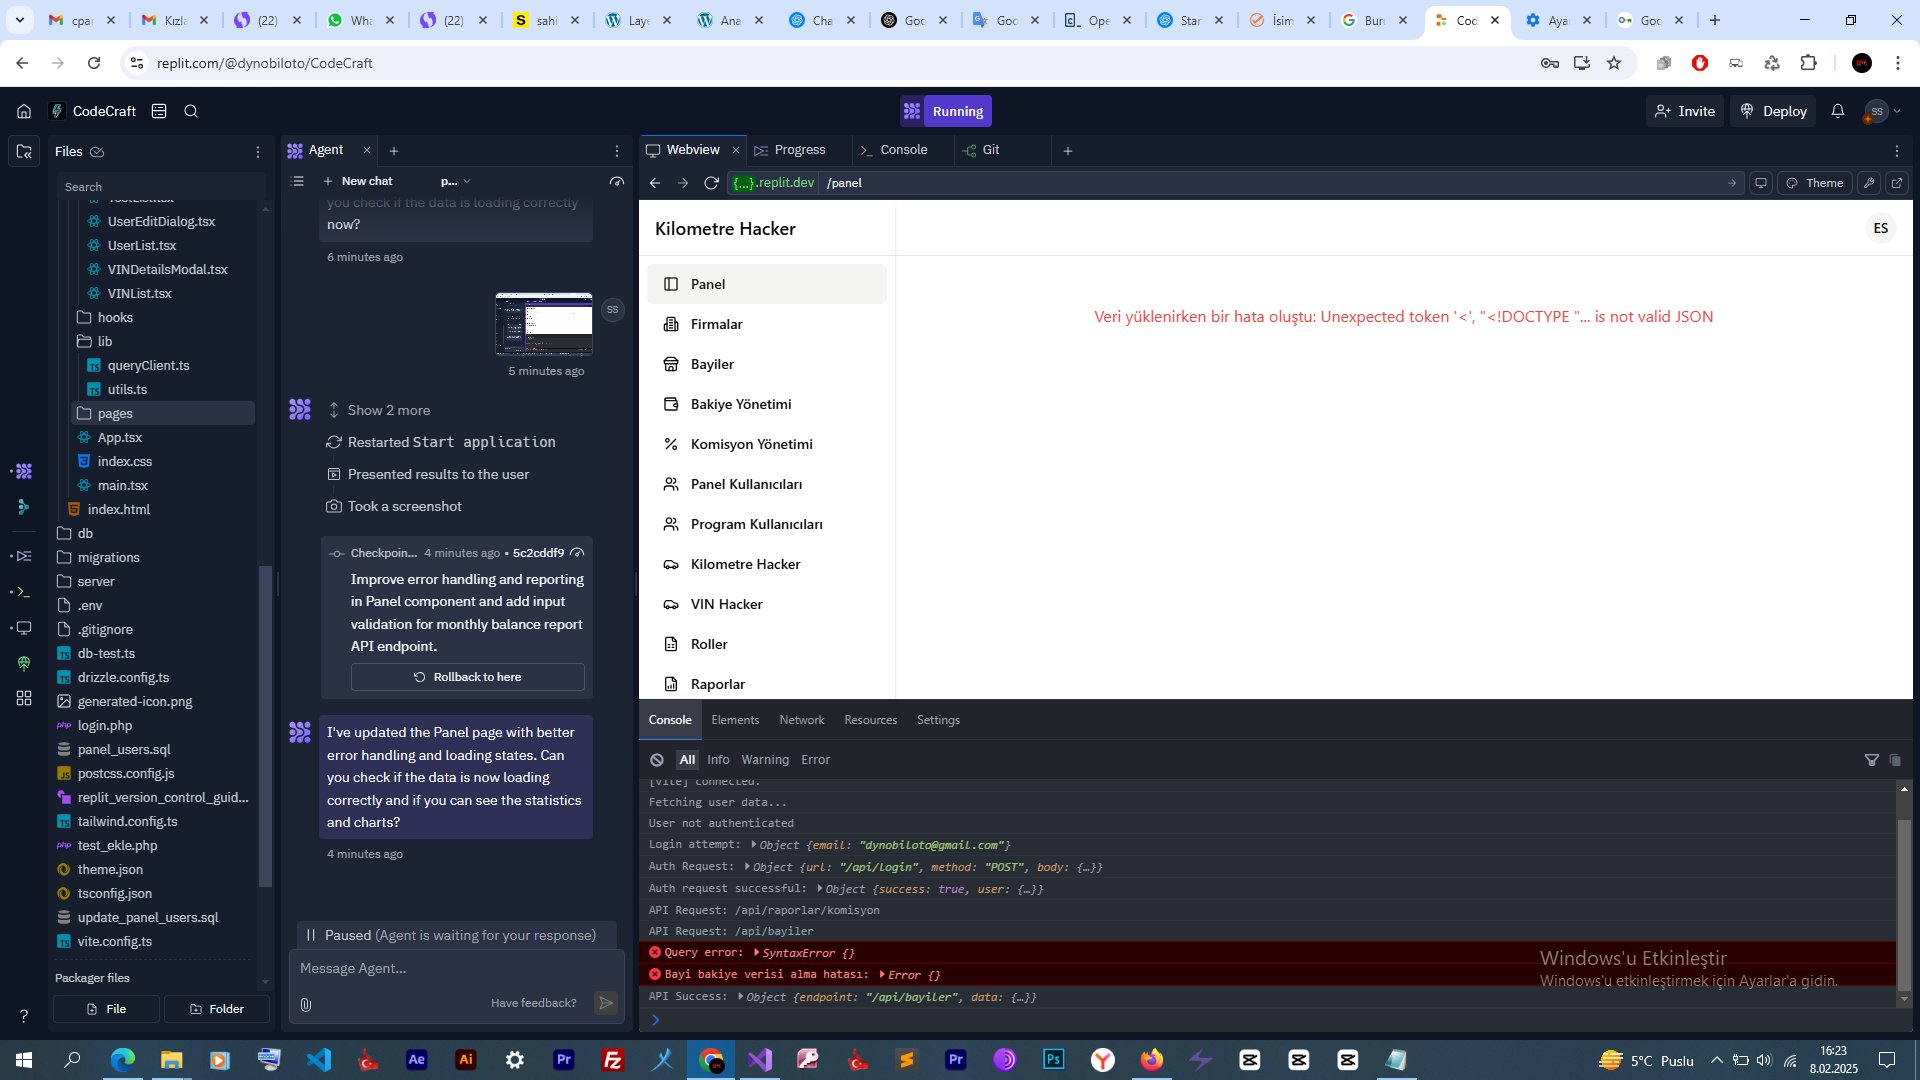 cpan
Kızla
(22)
Wha
(22)
sahi
Laye
Ana
Cha
Goo
Goo
Ope
Star
İsim
Buru
Cod
Aya
Goo
replit.com/@dynobiloto/CodeCraft
CodeCraft
Running
Invite
Deploy
SS
Files
Search
UserEditDialog.tsx
UserList.tsx
VINDetailsModal.tsx
VINList.tsx
hooks
lib
queryClient.ts
utils.ts
pages
App.tsx
index.css
main.tsx
index.html
db
migrations
server
.env
.gitignore
db-test.ts
drizzle.config.ts
generated-icon.png
php login.php
panel_users.sql
postcss.config.js
replit_version_control_guid...
tailwind.config.ts
php test_ekle.php
theme.json
tsconfig.json
update_panel_users.sql
vite.config.ts
Packager files
File
Folder
Agent
New chat
p...
you check if the data is loading correctly
now?
6 minutes ago
SS
5 minutes ago
Show 2 more
Restarted Start application
Presented results to the user
Took a screenshot
Checkpoin... 4 minutes ago • 5c2cddf9
Improve error handling and reporting
in Panel component and add input
validation for monthly balance report
API endpoint.
Rollback to here
I've updated the Panel page with better
error handling and loading states. Can
you check if the data is now loading
correctly and if you can see the statistics
and charts?
4 minutes ago
Paused (Agent is waiting for your response)
Message Agent...
Have feedback?
Webview
Progress
Console
Git
{...}.replit.dev /panel
Theme
Kilometre Hacker
ES
Panel
Firmalar
Bayiler
Bakiye Yönetimi
Komisyon Yönetimi
Panel Kullanıcıları
Program Kullanıcıları
Kilometre Hacker
VIN Hacker
Roller
Raporlar
Veri yüklenirken bir hata oluştu: Unexpected token '<', "<!DOCTYPE "... is not valid JSON
Console
Elements
Network
Resources
Settings
All
Info
Warning
Error
[vite] connected.
Fetching user data...
User not authenticated
Login attempt: Object {email: "dynobiloto@gmail.com"}
Auth Request: Object {url: "/api/login", method: "POST", body: {…}}
Auth request successful: Object {success: true, user: {…}}
API Request: /api/raporlar/komisyon
API Request: /api/bayiler
Query error: SyntaxError {}
Bayi bakiye verisi alma hatası: Error {}
API Success: Object {endpoint: "/api/bayiler", data: {…}}
Windows'u Etkinleştir
Windows'u etkinleştirmek için Ayarlar'a gidin.
5°C Puslu
16:23
8.02.2025